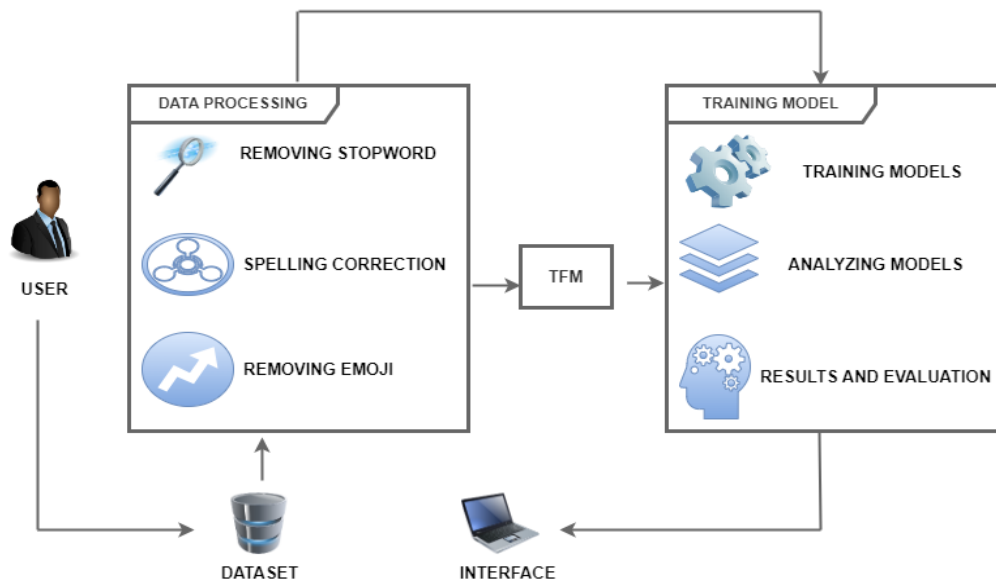 DATA PROCESSING
REMOVING STOPWORD
SPELLING CORRECTION
REMOVING EMOJI
USER
TFM
TRAINING MODEL
TRAINING MODELS
ANALYZING MODELS
RESULTS AND EVALUATION
DATASET
INTERFACE